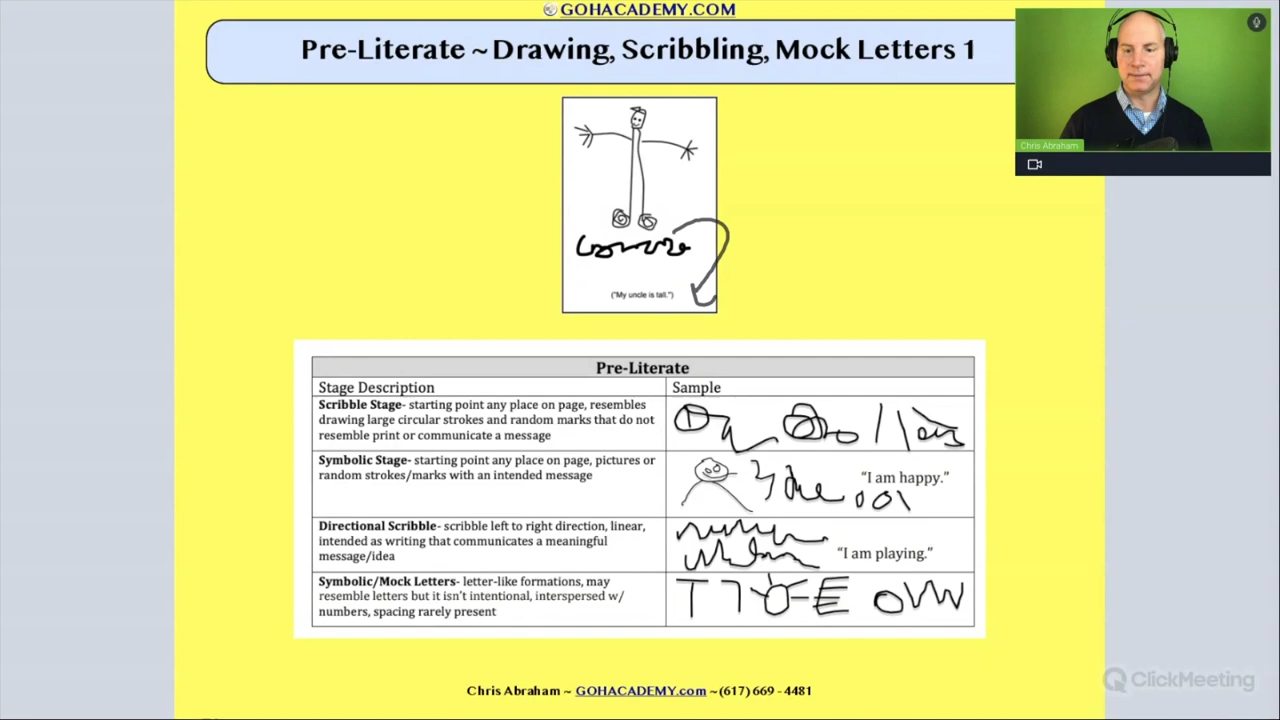 GOHACADEMY.COM
Pre-Literate ~ Drawing, Scribbling, Mock Letters 1
Chris Abraham
("My uncle is tall.")
Pre-Literate
Stage Description
Sample
Scribble Stage- starting point any place on page, resembles
drawing large circular strokes and random marks that do not
resemble print or communicate a message
Symbolic Stage- starting point any place on page, pictures or
random strokes/marks with an intended message
“I am happy.”
Directional Scribble- scribble left to right direction, linear,
intended as writing that communicates a meaningful
message/idea
“I am playing.”
Symbolic/Mock Letters- letter-like formations, may
resemble letters but it isn’t intentional, interspersed w/
numbers, spacing rarely present
Chris Abraham ~ GOHACADEMY.com ~(617) 669 - 4481
ClickMeeting